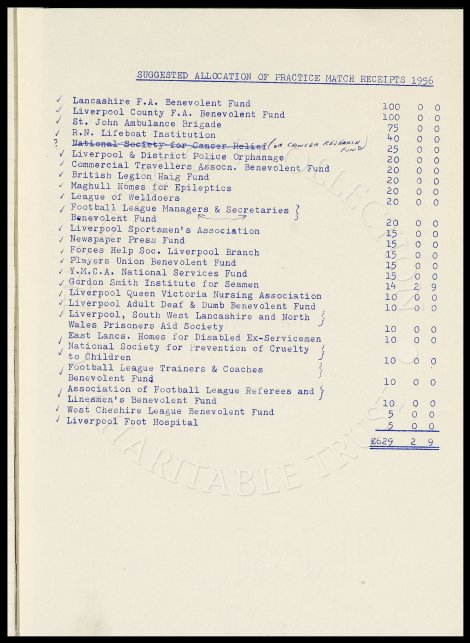 SUGGESTED ALLOCATION OF PRACTICE MATCH RECEIPTS 1956
✓ Lancashire F.A. Benevolent Fund 100 0 0
✓ Liverpool County F.A. Benevolent Fund 100 0 0
✓ St. John Ambulance Brigade 75 0 0
✓ R.N. Lifeboat Institution 40 0 0
? National Society for Cancer Relief (OR CANCER RESEARCH FUND) 25 0 0
✓ Liverpool & District Police Orphanage 20 0 0
✓ Commercial Travellers Assocn. Benevolent Fund 20 0 0
✓ British Legion Haig Fund 20 0 0
✓ Maghull Homes for Epileptics 20 0 0
✓ League of Welldoers 20 0 0
✓ Football League Managers & Secretaries }
Benevolent Fund 20 0 0
✓ Liverpool Sportsmen's Association 15 0 0
✓ Newspaper Press Fund 15 0 0
✓ Forces Help Soc. Liverpool Branch 15 0 0
✓ Players Union Benevolent Fund 15 0 0
✓ Y.M.C.A. National Services Fund 15 0 0
✓ Gordon Smith Institute for Seamen 14 2 9
✓ Liverpool Queen Victoria Nursing Association 10 0 0
✓ Liverpool Adult Deaf & Dumb Benevolent Fund 10 0 0
✓ Liverpool, South West Lancashire and North }
Wales Prisoners Aid Society 10 0 0
✓ East Lancs. Homes for Disabled Ex-Servicemen 10 0 0
✓ National Society for Prevention of Cruelty }
to Children 10 0 0
✓ Football League Trainers & Coaches }
Benevolent Fund 10 0 0
✓ Association of Football League Referees and }
Linesmen's Benevolent Fund 10 0 0
✓ West Cheshire League Benevolent Fund 5 0 0
✓ Liverpool Foot Hospital 5 0 0
£629 2 9
CHARITABLE TRUST